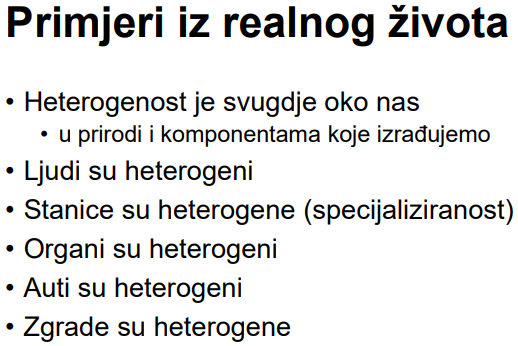 Primjeri iz realnog života
• Heterogenost je svugdje oko nas
• u prirodi i komponentama koje izrađujemo
• Ljudi su heterogeni
• Stanice su heterogene (specijaliziranost)
• Organi su heterogeni
• Auti su heterogeni
• Zgrade su heterogene